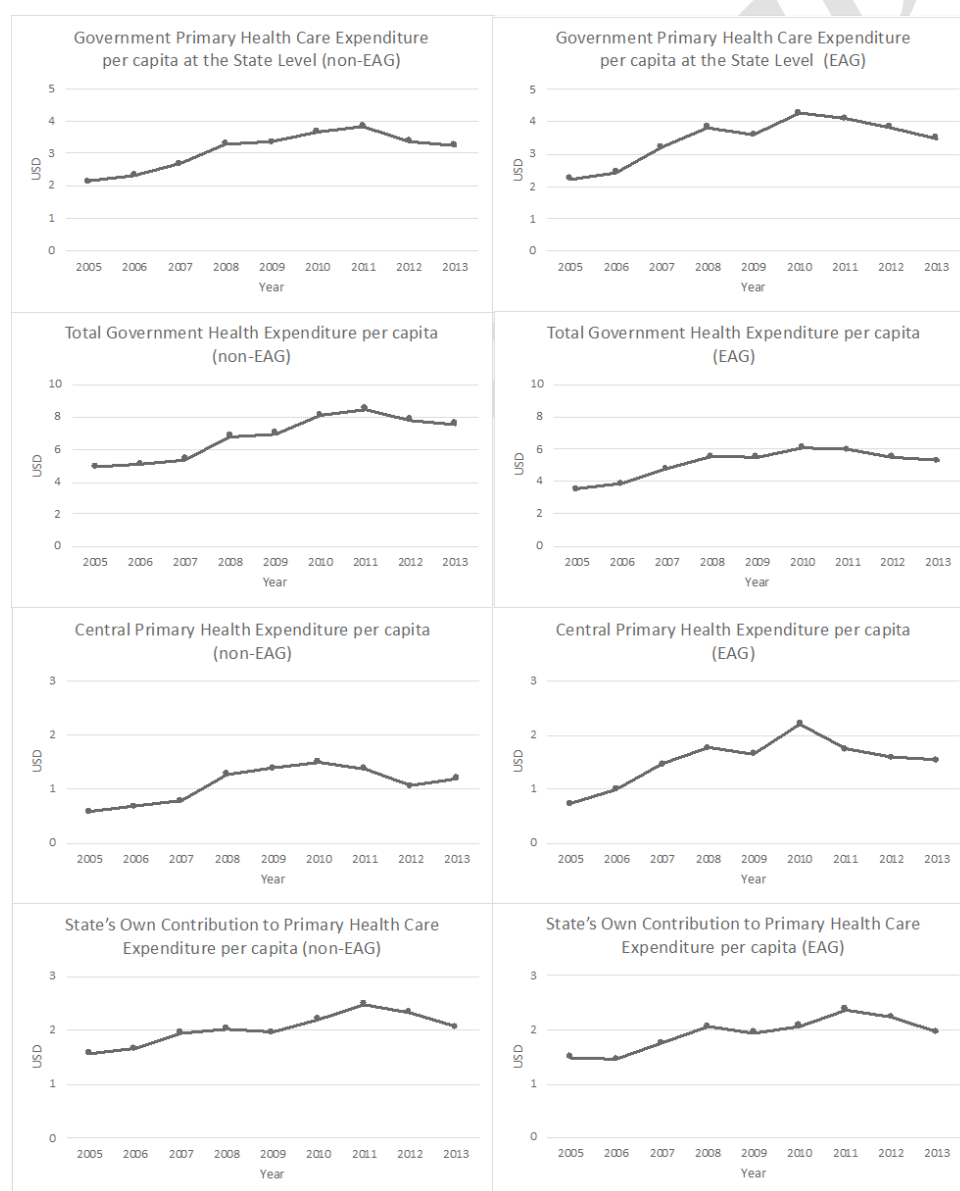 Government Primary Health Care Expenditure
per capita at the State Level (non-EAG)
5
4
3
2
1
0
USD
2005 2006 2007 2008 2009 2010 2011 2012 2013
Year
Government Primary Health Care Expenditure
per capita at the State Level (EAG)
5
4
3
2
1
0
USD
2005 2006 2007 2008 2009 2010 2011 2012 2013
Year
Total Government Health Expenditure per capita
(non-EAG)
10
8
6
4
2
0
USD
2005 2006 2007 2008 2009 2010 2011 2012 2013
Year
Total Government Health Expenditure per capita
(EAG)
10
8
6
4
2
0
USD
2005 2006 2007 2008 2009 2010 2011 2012 2013
Year
Central Primary Health Expenditure per capita
(non-EAG)
3
2
1
0
USD
2005 2006 2007 2008 2009 2010 2011 2012 2013
Year
Central Primary Health Expenditure per capita
(EAG)
3
2
1
0
USD
2005 2006 2007 2008 2009 2010 2011 2012 2013
Year
State's Own Contribution to Primary Health Care
Expenditure per capita (non-EAG)
3
2
1
0
USD
2005 2006 2007 2008 2009 2010 2011 2012 2013
Year
State's Own Contribution to Primary Health Care
Expenditure per capita (EAG)
3
2
1
0
USD
2005 2006 2007 2008 2009 2010 2011 2012 2013
Year